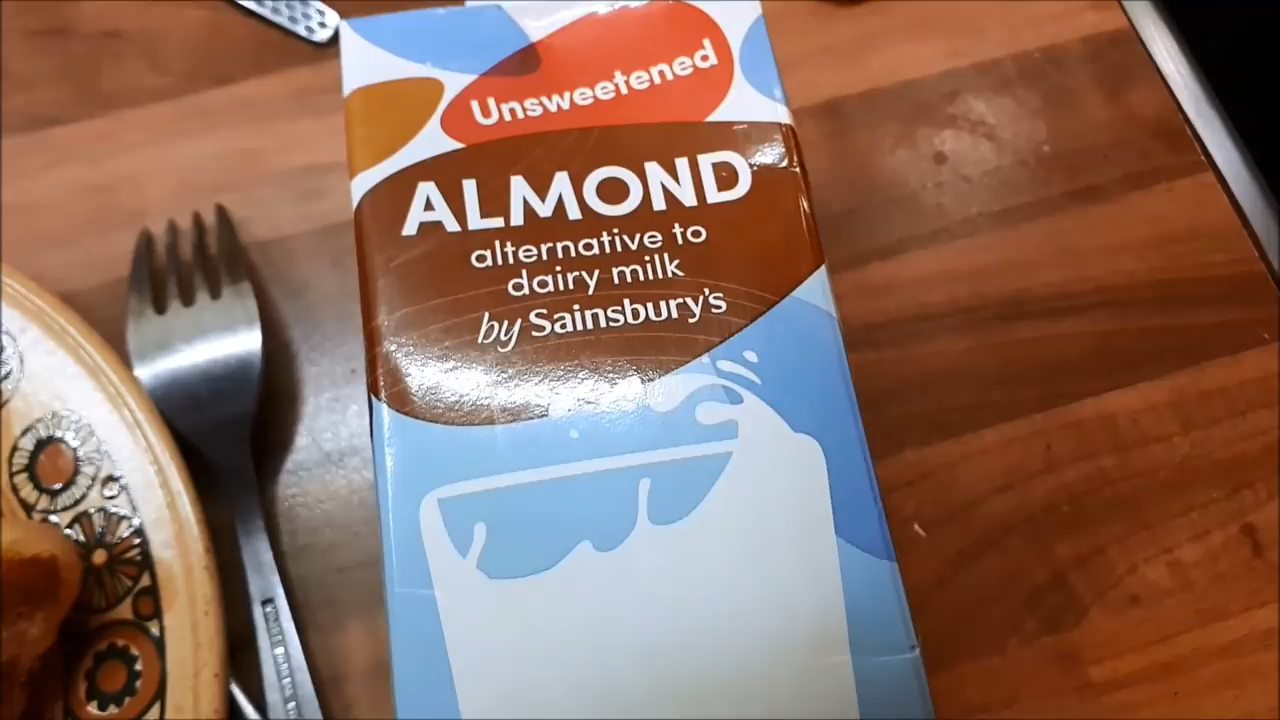 Unsweetened
ALMOND
alternative to
dairy milk
by Sainsbury's